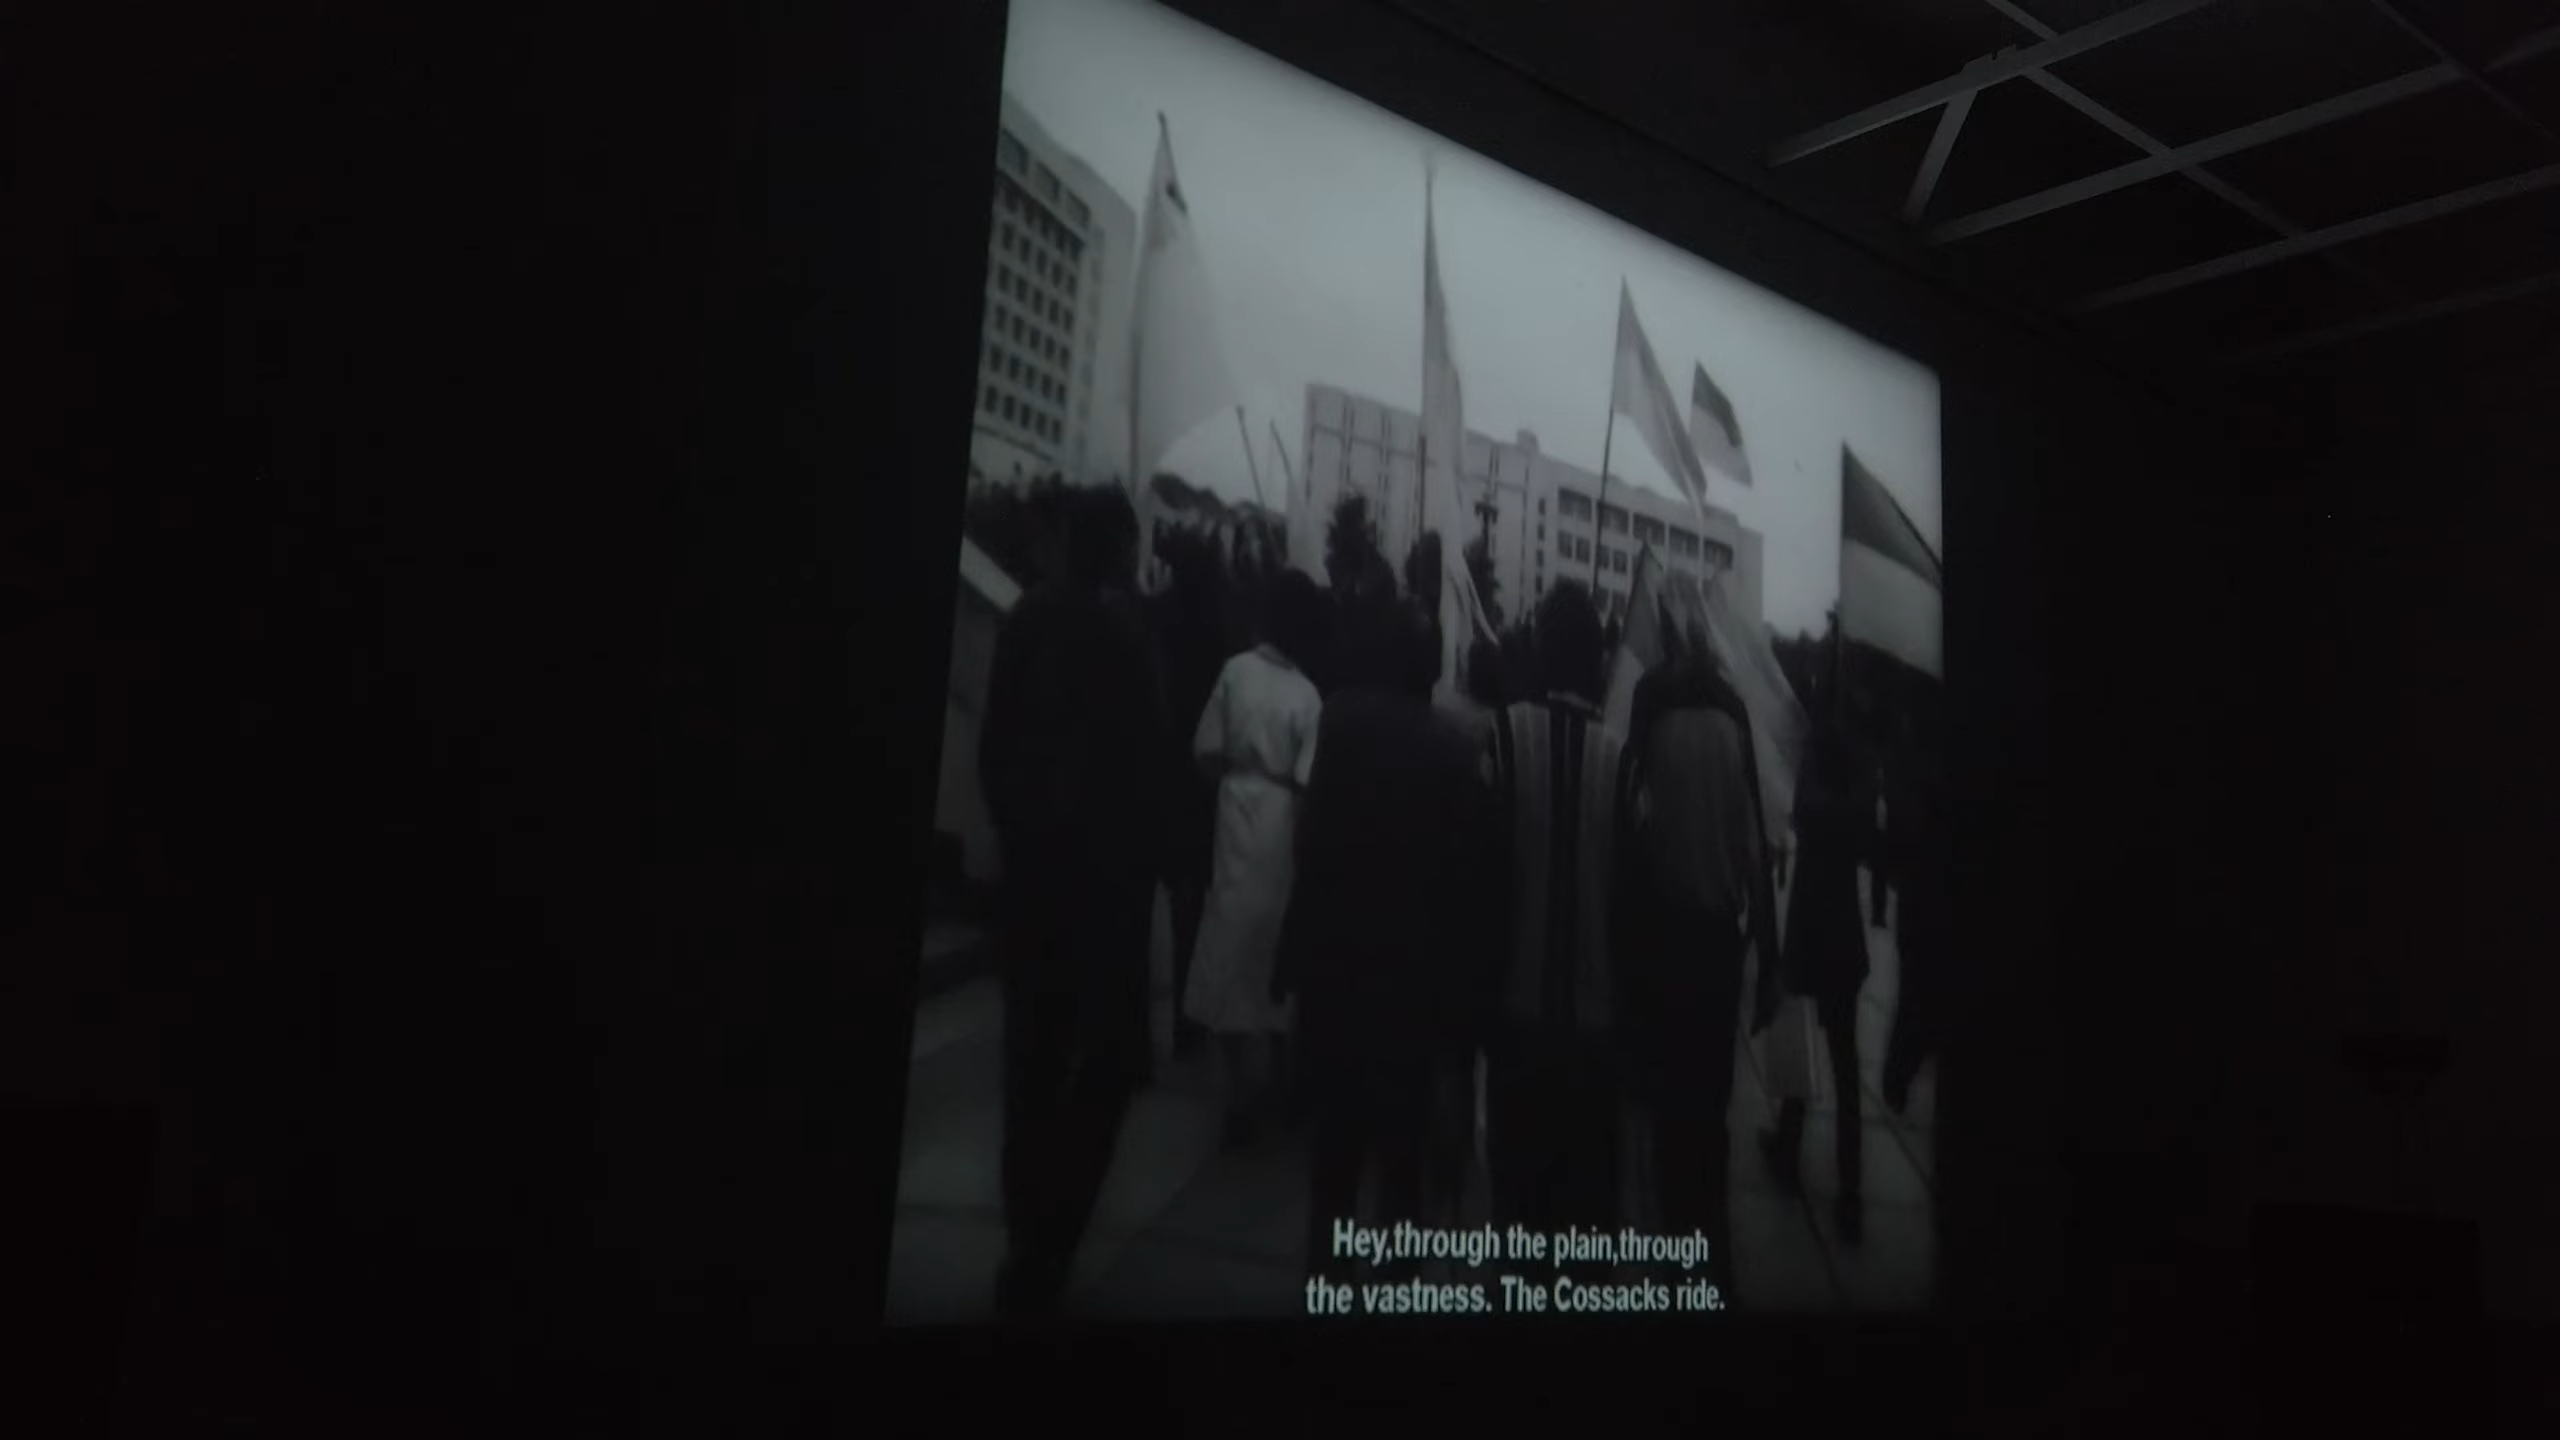 Hey,through the plain,through
the vastness. The Cossacks ride.